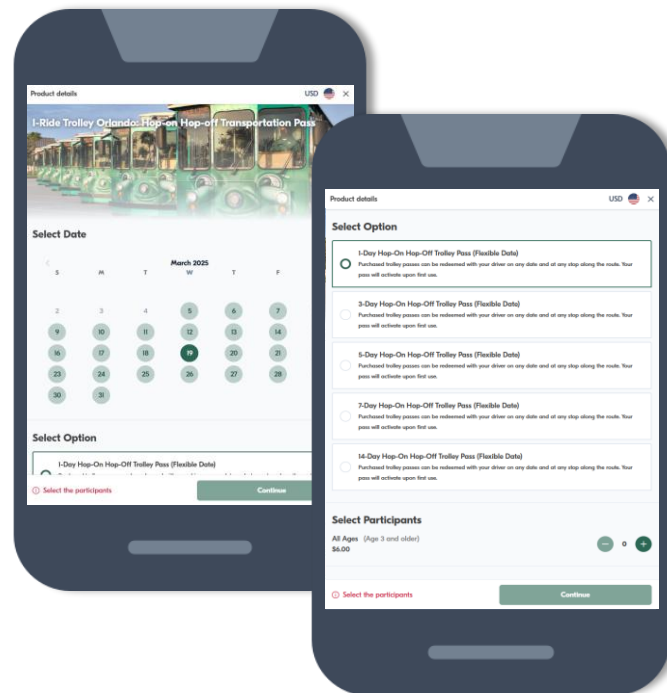 Product details
USD
I-Ride Trolley Orlando: Hop-on Hop-off Transportation Pass
Select Date
March 2025
S M T W T F
2 3 4 5 6 7
9 10 11 12 13 14
16 17 18 19 20 21
23 24 25 26 27 28
30 31
Select Option
1-Day Hop-On Hop-Off Trolley Pass (Flexible Date)
Select the participants
Continue
Product details
USD
Select Option
1-Day Hop-On Hop-Off Trolley Pass (Flexible Date)
Purchased trolley passes can be redeemed with your driver on any date and at any stop along the route. Your
pass will activate upon first use.
3-Day Hop-On Hop-Off Trolley Pass (Flexible Date)
Purchased trolley passes can be redeemed with your driver on any date and at any stop along the route. Your
pass will activate upon first use.
5-Day Hop-On Hop-Off Trolley Pass (Flexible Date)
Purchased trolley passes can be redeemed with your driver on any date and at any stop along the route. Your
pass will activate upon first use.
7-Day Hop-On Hop-Off Trolley Pass (Flexible Date)
Purchased trolley passes can be redeemed with your driver on any date and at any stop along the route. Your
pass will activate upon first use.
14-Day Hop-On Hop-Off Trolley Pass (Flexible Date)
Purchased trolley passes can be redeemed with your driver on any date and at any stop along the route. Your
pass will activate upon first use.
Select Participants
All Ages (Age 3 and older)
$6.00
0
Select the participants
Continue